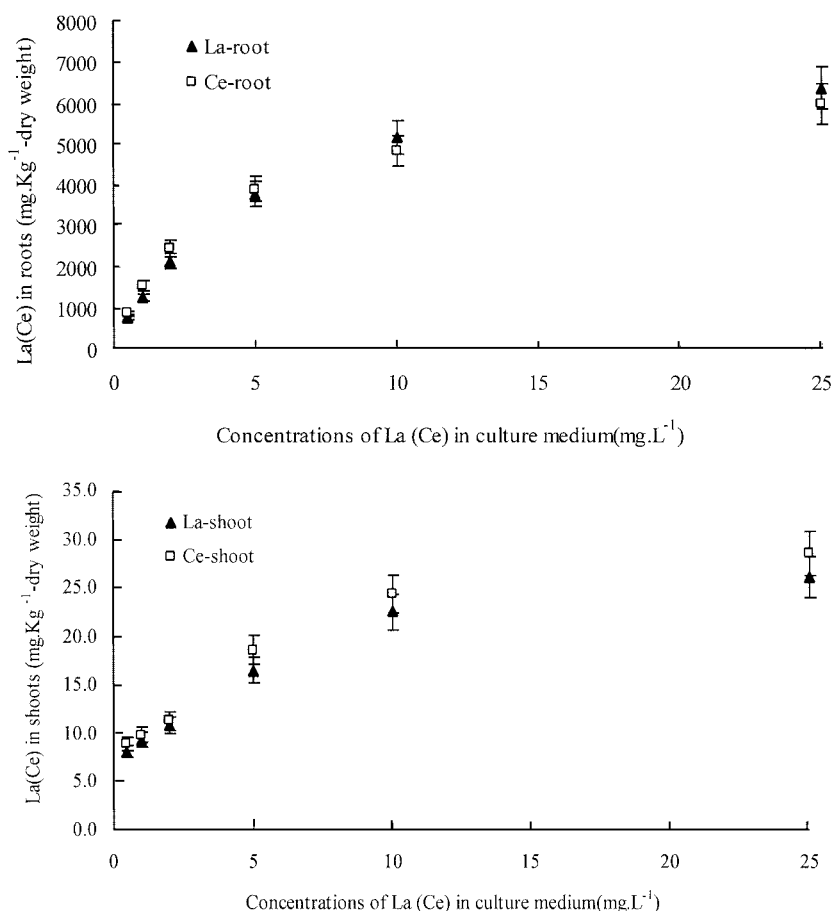 8000
7000
6000
5000
4000
3000
2000
1000
0
La(Ce) in roots (mg.Kg⁻¹-dry weight)
La-root
Ce-root
0 5 10 15 20 25
Concentrations of La (Ce) in culture medium(mg.L⁻¹)
35.0
30.0
25.0
20.0
15.0
10.0
5.0
0.0
La(Ce) in shoots (mg.Kg⁻¹-dry weight)
La-shoot
Ce-shoot
0 5 10 15 20 25
Concentrations of La (Ce) in culture medium(mg.L⁻¹)